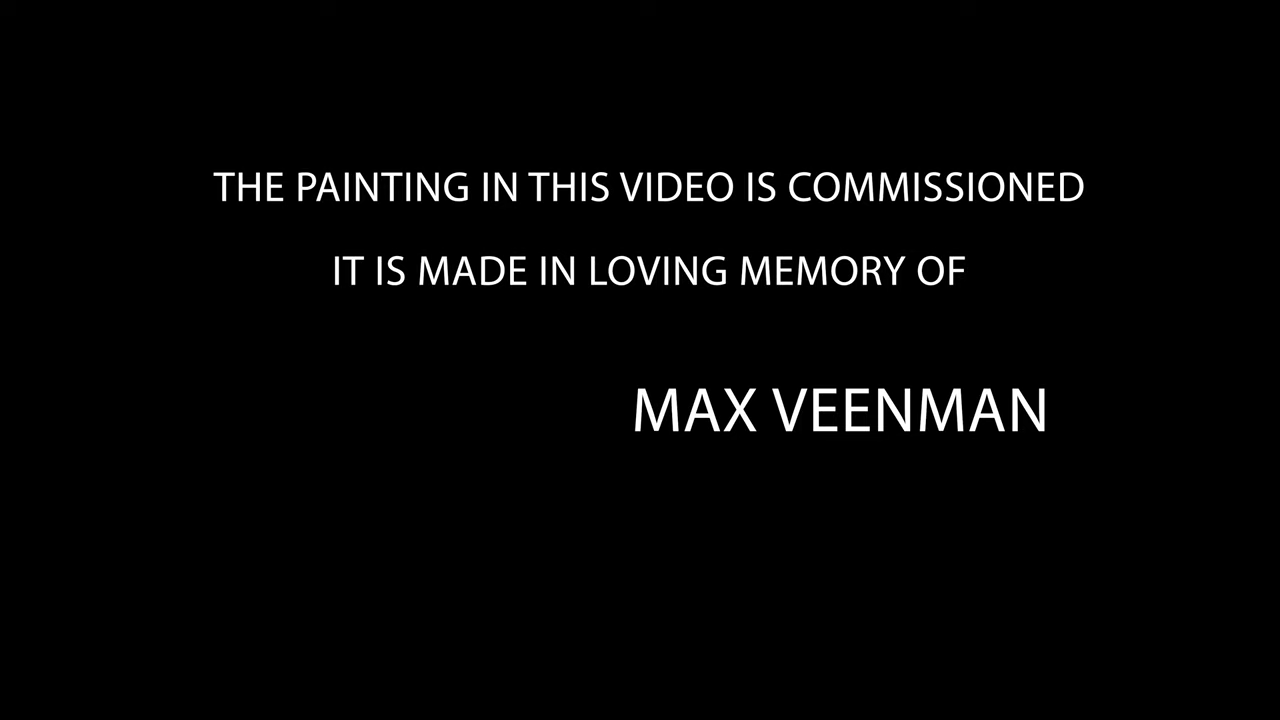 THE PAINTING IN THIS VIDEO IS COMMISSIONED
IT IS MADE IN LOVING MEMORY OF
MAX VEENMAN